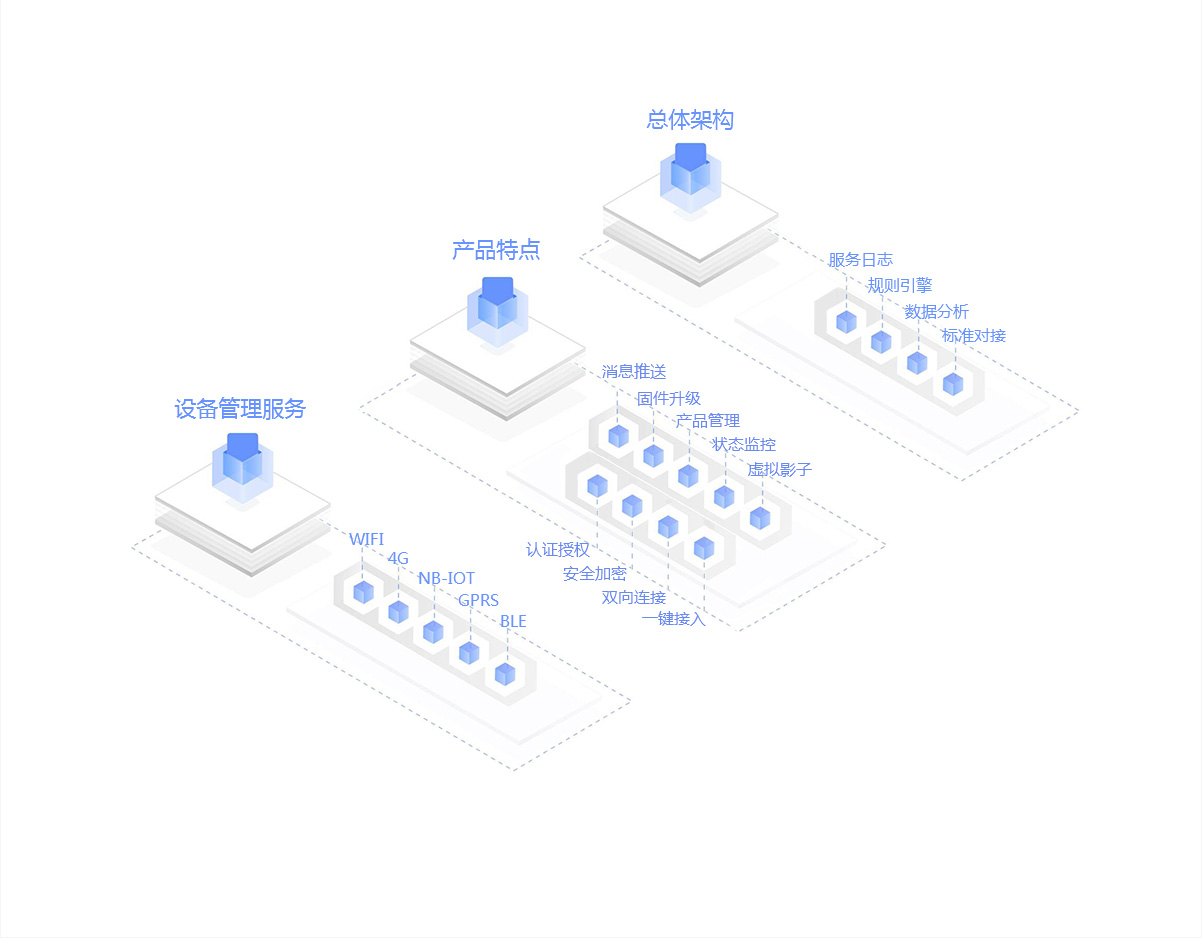 总体架构
服务日志
规则引擎
数据分析
标准对接
产品特点
消息推送
固件升级
产品管理
状态监控
虚拟影子
认证授权
安全加密
双向连接
一键接入
设备管理服务
WIFI
4G
NB-IOT
GPRS
BLE